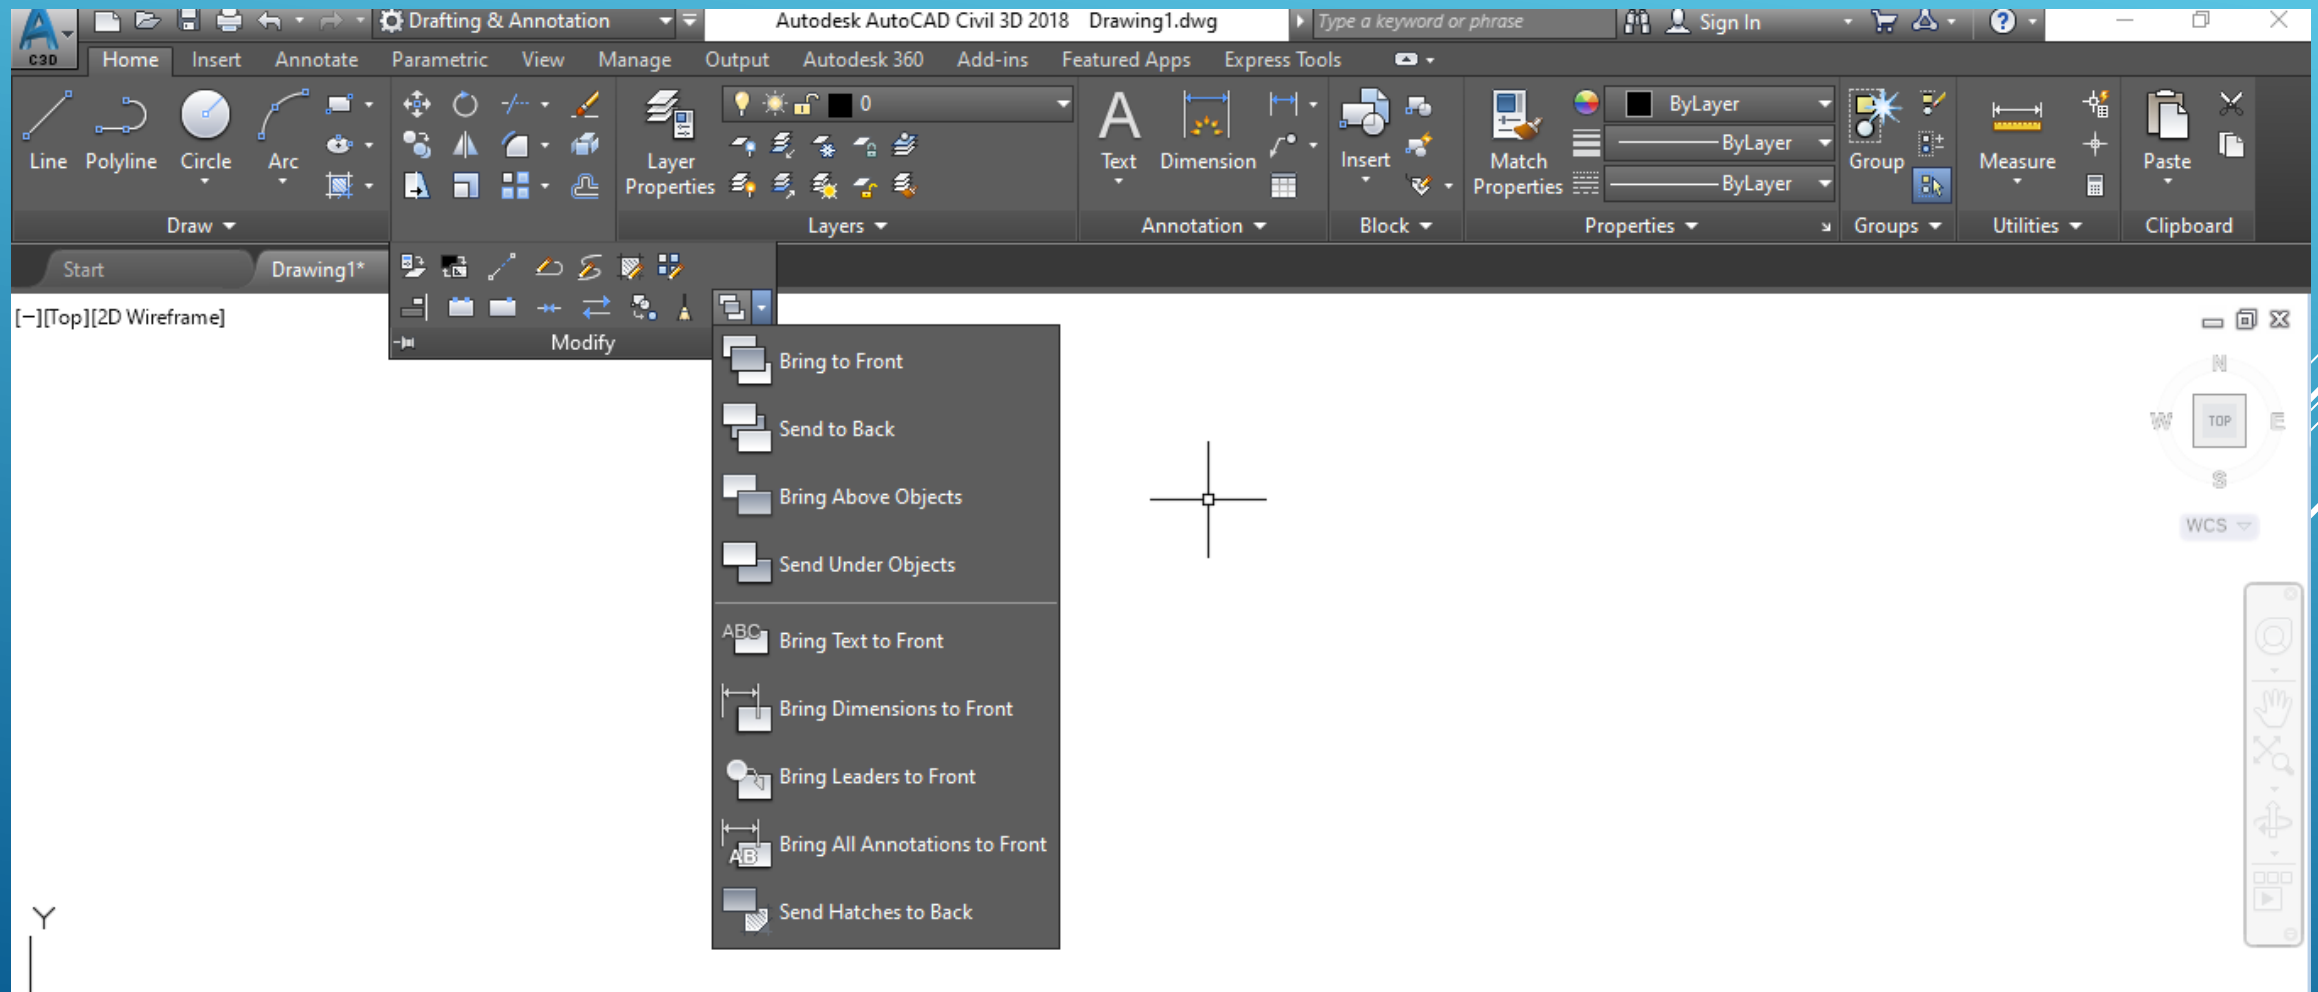 Drafting & Annotation
Autodesk AutoCAD Civil 3D 2018 Drawing1.dwg
Type a keyword or phrase
Sign In
?
A
C3D
Home Insert Annotate Parametric View Manage Output Autodesk 360 Add-ins Featured Apps Express Tools
0
ByLayer
Line Polyline Circle Arc
Layer Properties
A
Text
Dimension
Insert
Match Properties
ByLayer
ByLayer
Group
Measure
Paste
Draw
Layers
Annotation
Block
Properties
Groups
Utilities
Clipboard
Start
Drawing1*
[−][Top][2D Wireframe]
Modify
Bring to Front
Send to Back
Bring Above Objects
Send Under Objects
ABC
Bring Text to Front
Bring Dimensions to Front
Bring Leaders to Front
AB
Bring All Annotations to Front
Send Hatches to Back
N
W
TOP
E
S
WCS
Y